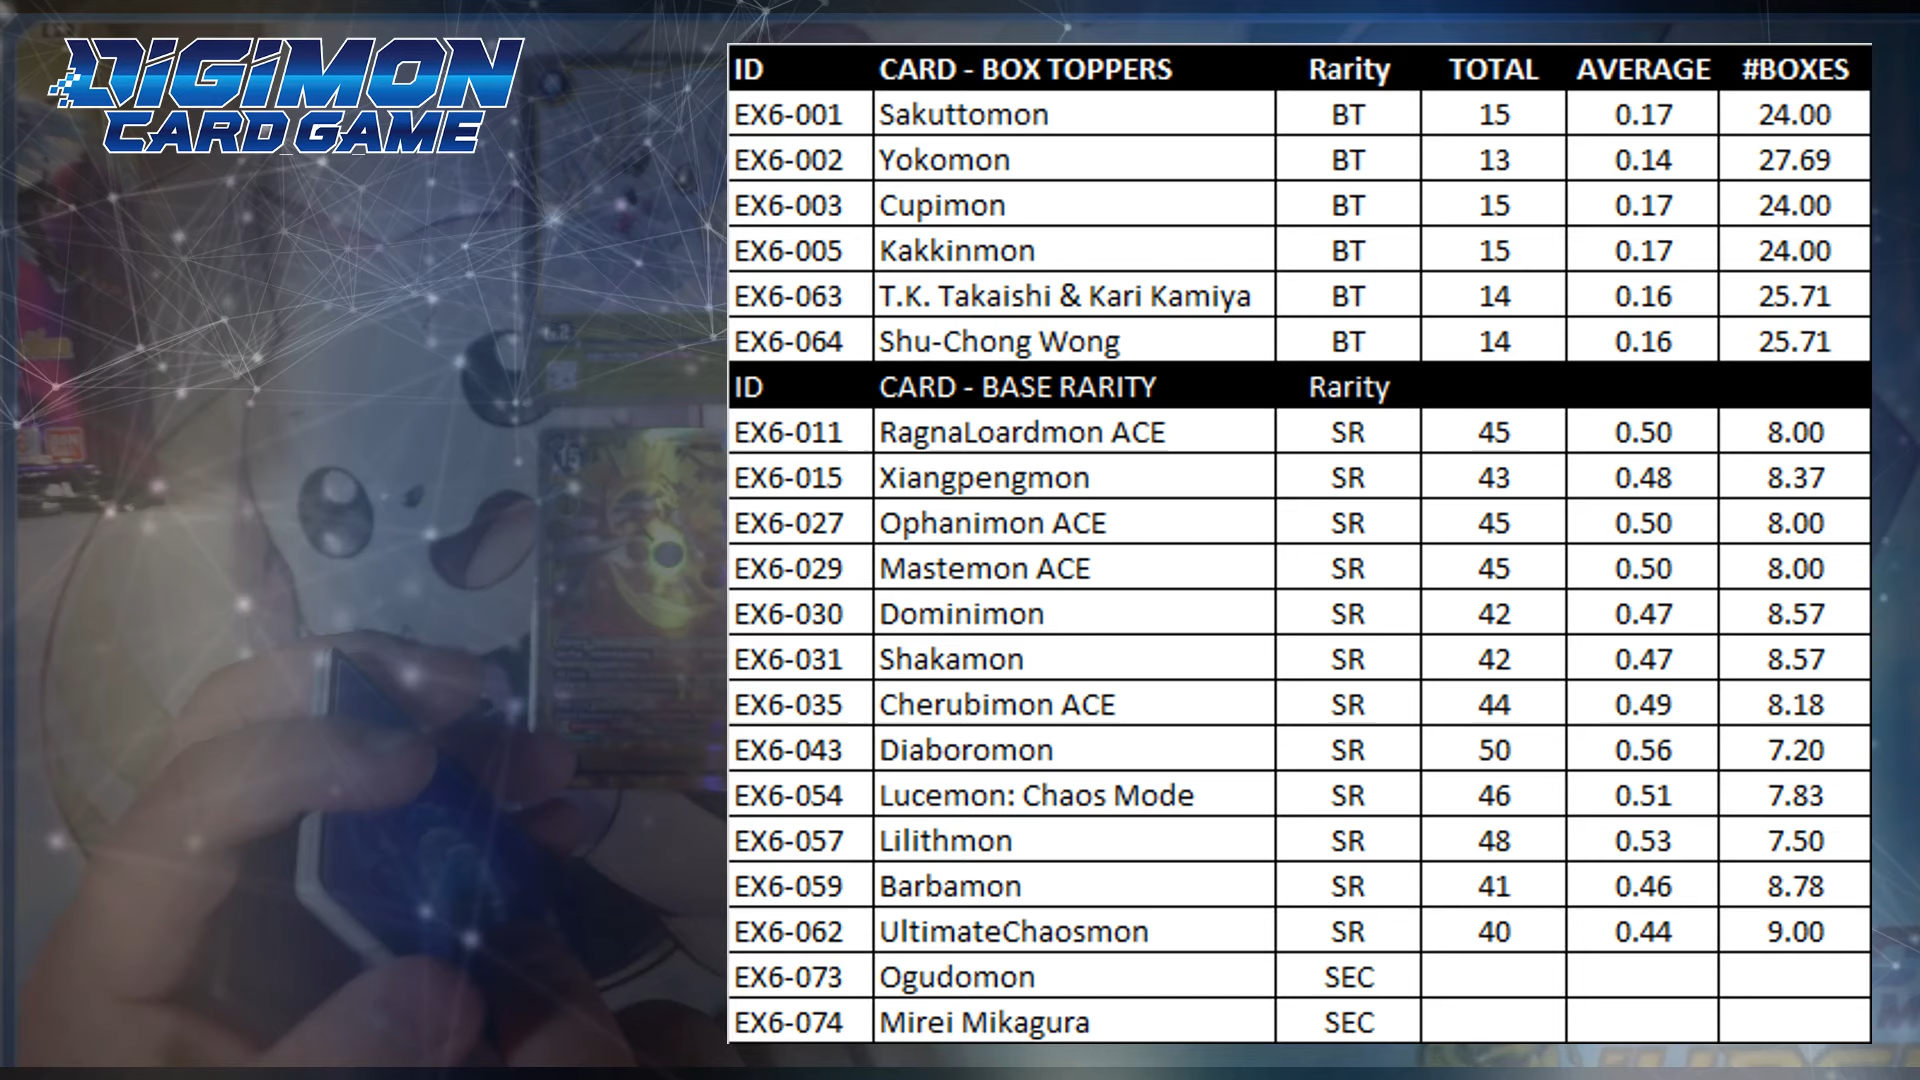 DIGIMON
CARD GAME
ID CARD - BOX TOPPERS Rarity TOTAL AVERAGE #BOXES
EX6-001 Sakuttomon BT 15 0.17 24.00
EX6-002 Yokomon BT 13 0.14 27.69
EX6-003 Cupimon BT 15 0.17 24.00
EX6-005 Kakkinmon BT 15 0.17 24.00
EX6-063 T.K. Takaishi & Kari Kamiya BT 14 0.16 25.71
EX6-064 Shu-Chong Wong BT 14 0.16 25.71
ID CARD - BASE RARITY Rarity
EX6-011 RagnaLoardmon ACE SR 45 0.50 8.00
EX6-015 Xiangpengmon SR 43 0.48 8.37
EX6-027 Ophanimon ACE SR 45 0.50 8.00
EX6-029 Mastemon ACE SR 45 0.50 8.00
EX6-030 Dominimon SR 42 0.47 8.57
EX6-031 Shakamon SR 42 0.47 8.57
EX6-035 Cherubimon ACE SR 44 0.49 8.18
EX6-043 Diaboromon SR 50 0.56 7.20
EX6-054 Lucemon: Chaos Mode SR 46 0.51 7.83
EX6-057 Lilithmon SR 48 0.53 7.50
EX6-059 Barbamon SR 41 0.46 8.78
EX6-062 UltimateChaosmon SR 40 0.44 9.00
EX6-073 Ogudomon SEC
EX6-074 Mirei Mikagura SEC